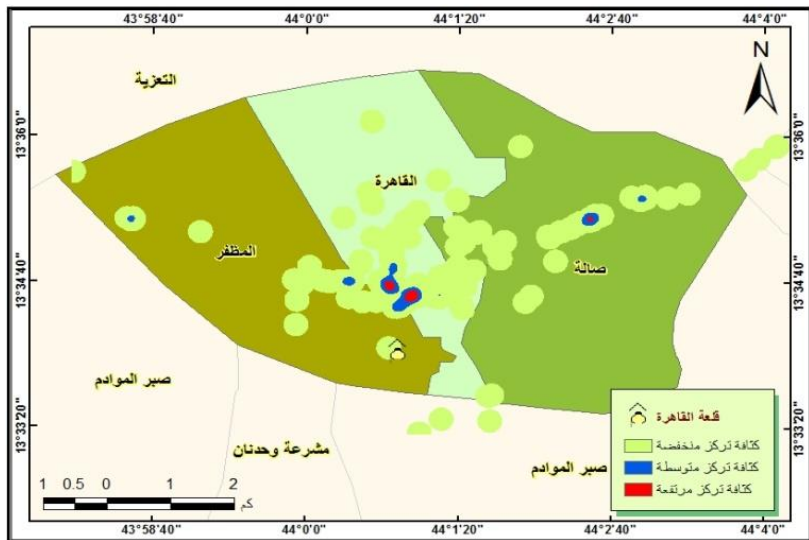 43°58'40" 44°0'0" 44°1'20" 44°2'40" 44°4'0"
N
التعزية
13°36'0" 13°36'0"
القاهرة
المظفر
صالة
13°34'40" 13°34'40"
صبر الموادم
قلعة القاهرة
كثافة تركز منخفضة
13°33'20" 13°33'20"
مشرعة وحدنان
صبر الموادم
كثافة تركز متوسطة
كثافة تركز مرتفعة
1 0.5 0 1 2
كم
43°58'40" 44°0'0" 44°1'20" 44°2'40" 44°4'0"